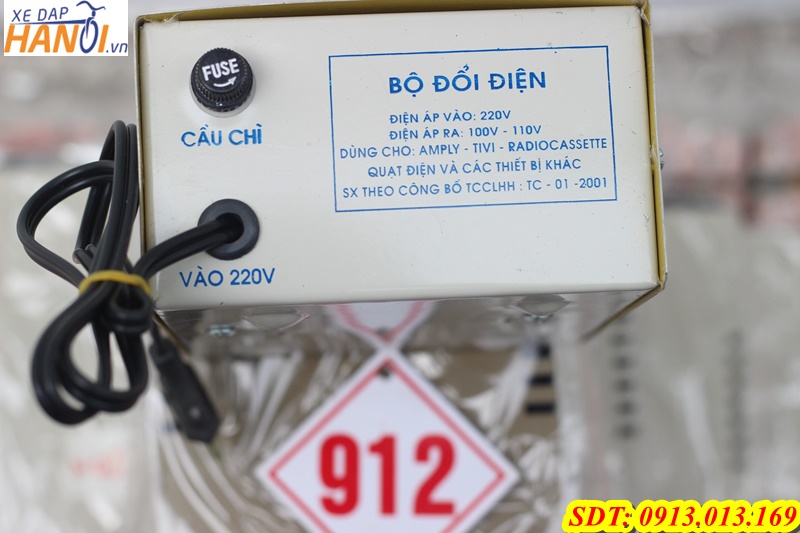 XE DAP
HANOI.vn
FUSE
CẦU CHÌ
VÀO 220V
BỘ ĐỔI ĐIỆN
ĐIỆN ÁP VÀO: 220V
ĐIỆN ÁP RA: 100V - 110V
DÙNG CHO: AMPLY - TIVI - RADIOCASSETTE
QUẠT ĐIỆN VÀ CÁC THIẾT BỊ KHÁC
SX THEO CÔNG BỐ TCCLHH : TC - 01 -2001
912
SDT: 0913.013.169